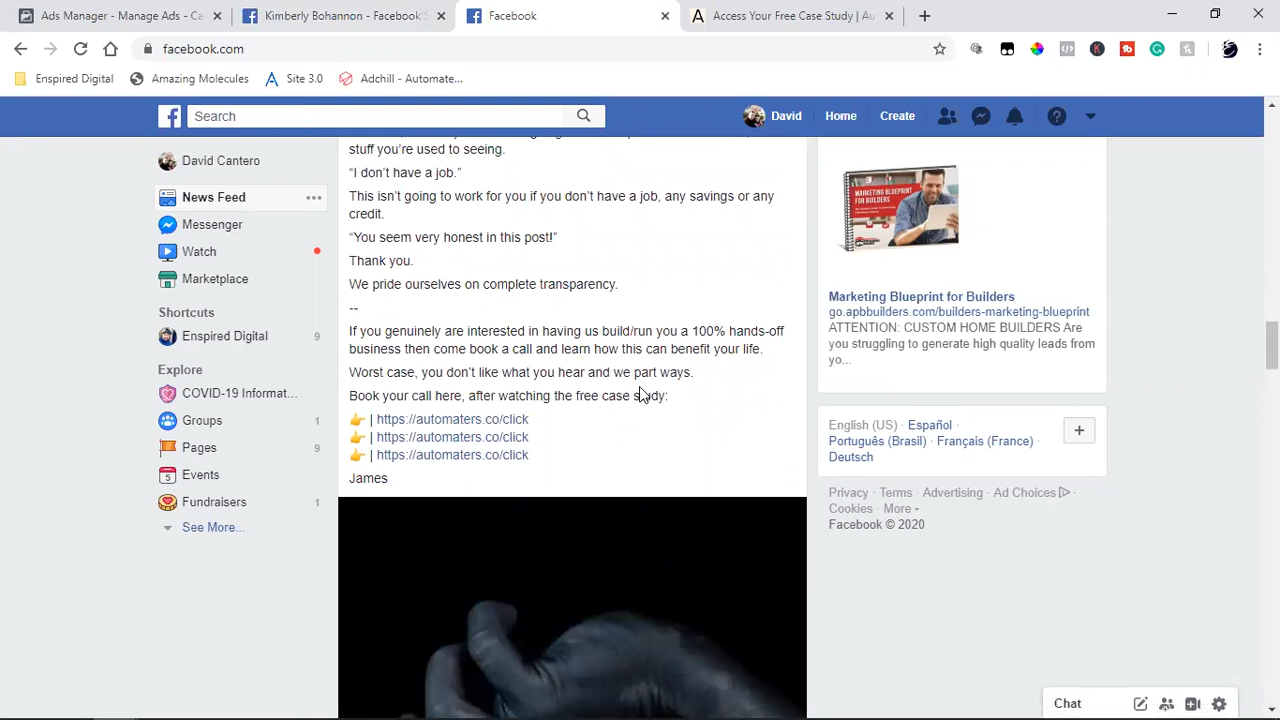 Ads Manager - Manage Ads - Ca
Kimberly Bohannon - Facebook'S
Facebook
Access Your Free Case Study | Au
facebook.com
Enspired Digital
Amazing Molecules
Site 3.0
Adchill - Automate...
Search
David
Home
Create
David Cantero
News Feed
Messenger
Watch
Marketplace
Shortcuts
Enspired Digital 9
Explore
COVID-19 Informat...
Groups
Pages 9
Events
Fundraisers 1
See More...
stuff you're used to seeing.
“I don't have a job.”
This isn't going to work for you if you don't have a job, any savings or any
credit.
“You seem very honest in this post!”
Thank you.
We pride ourselves on complete transparency.
--
If you genuinely are interested in having us build/run you a 100% hands-off
business then come book a call and learn how this can benefit your life.
Worst case, you don't like what you hear and we part ways.
Book your call here, after watching the free case study:
👉 | https://automaters.co/click
👉 | https://automaters.co/click
👉 | https://automaters.co/click
James
MARKETING BLUEPRINT
FOR BUILDERS
Marketing Blueprint for Builders
go.apbbuilders.com/builders-marketing-blueprint
ATTENTION: CUSTOM HOME BUILDERS Are
you struggling to generate high quality leads from
yo...
English (US) · Español ·
Português (Brasil) · Français (France) ·
Deutsch
Privacy · Terms · Advertising · Ad Choices ·
Cookies · More
Facebook © 2020
Chat